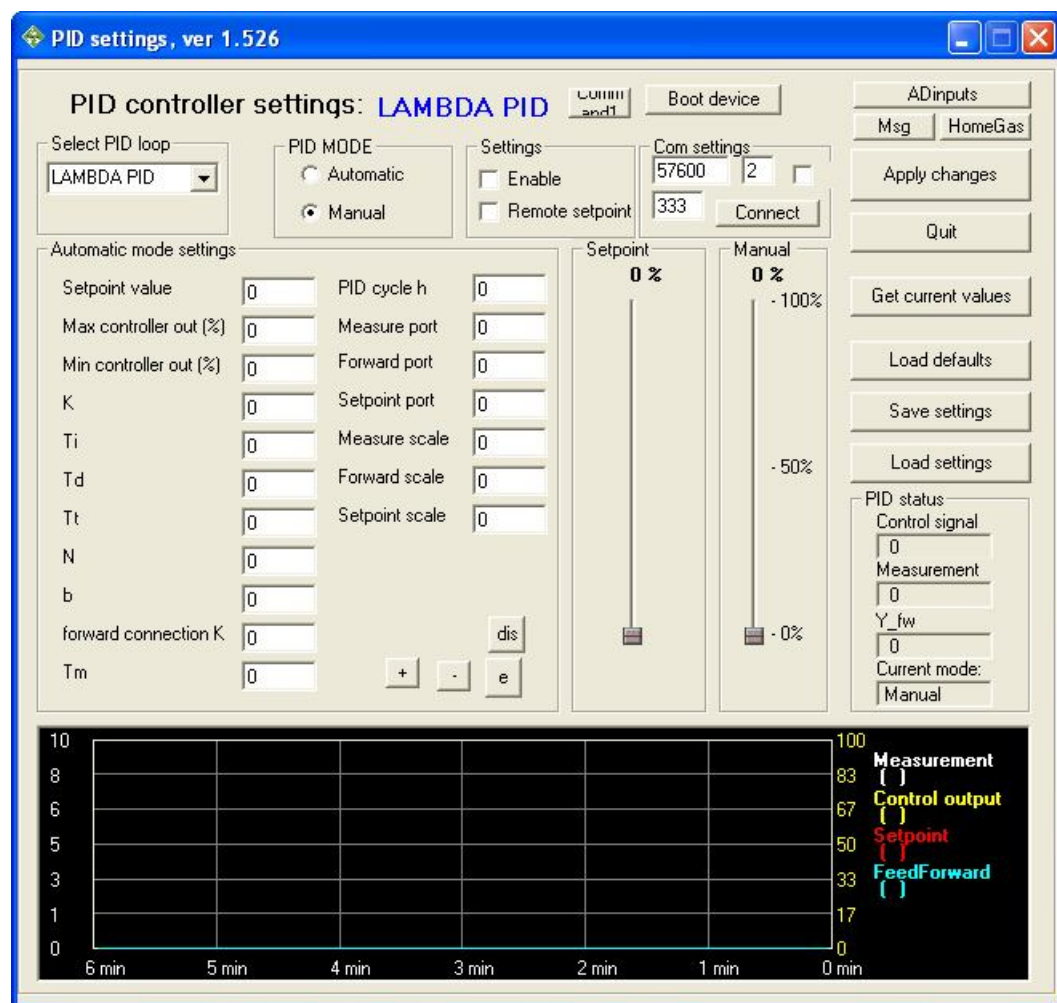 PID settings, ver 1.526
PID controller settings: LAMBDA PID
Boot device
ADinputs
Msg
HomeGas
Select PID loop
LAMBDA PID
PID MODE
Automatic
Manual
Settings
Enable
Remote setpoint
Com settings
57600
2
333
Connect
Apply changes
Quit
Get current values
Load defaults
Save settings
Load settings
Automatic mode settings
Setpoint value 0
Max controller out (%) 0
Min controller out (%) 0
K 0
Ti 0
Td 0
Tt 0
N 0
b 0
forward connection K 0
Tm 0
PID cycle h 0
Measure port 0
Forward port 0
Setpoint port 0
Measure scale 0
Forward scale 0
Setpoint scale 0
dis
+
-
e
Setpoint
0 %
Manual
0 %
- 100%
- 50%
- 0%
PID status
Control signal
0
Measurement
0
Y_fw
0
Current mode:
Manual
10
8
6
5
3
1
0
6 min 5 min 4 min 3 min 2 min 1 min 0 min
100
83
67
50
33
17
0
Measurement
( )
Control output
( )
Setpoint
( )
FeedForward
( )